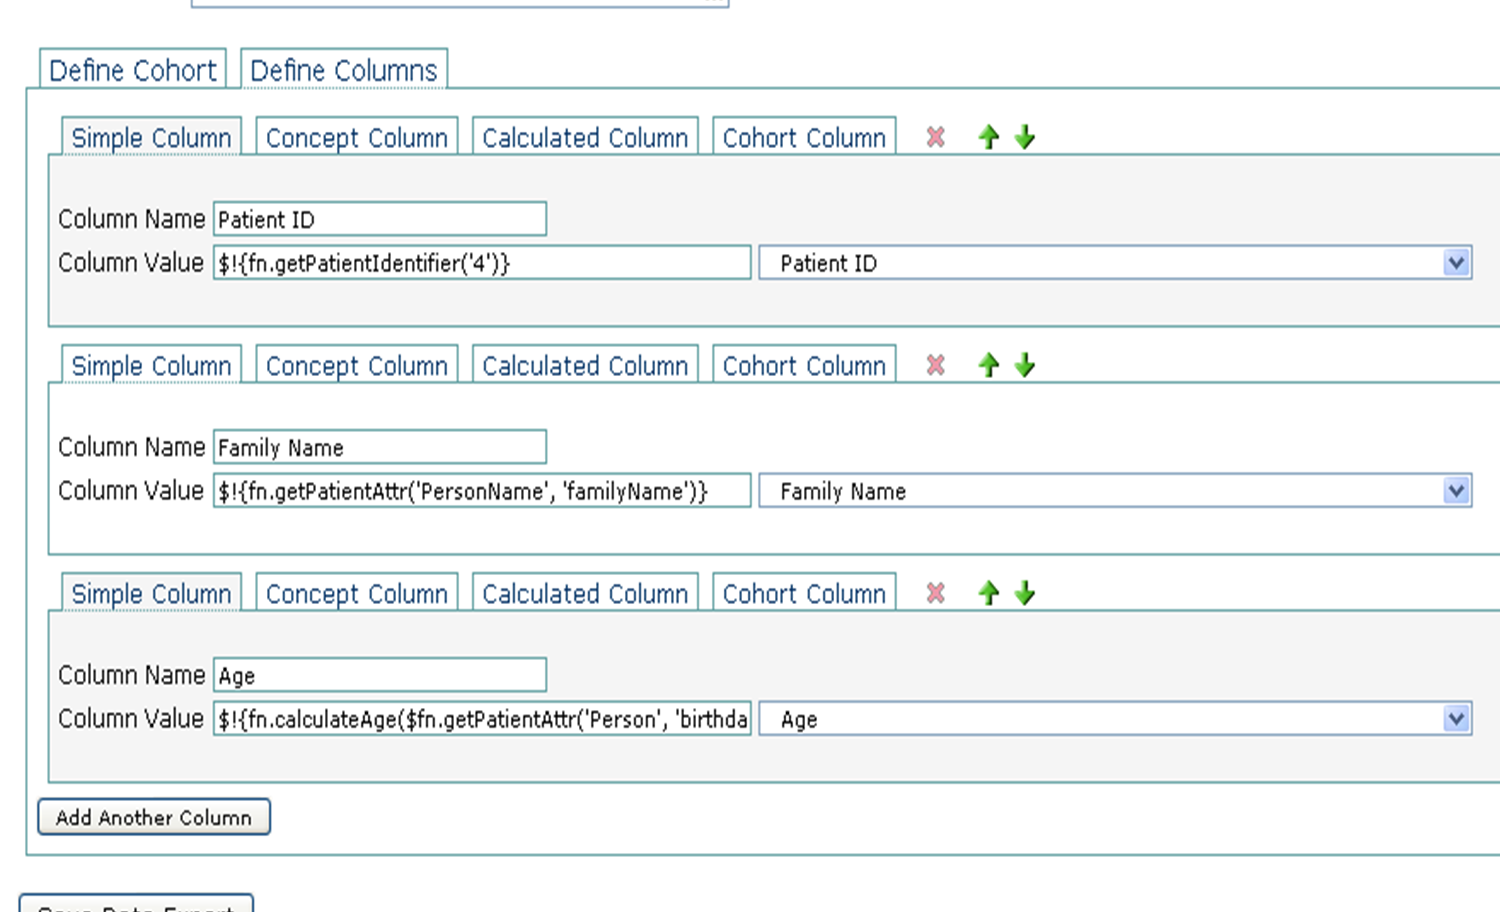 Define Cohort Define Columns
Simple Column Concept Column Calculated Column Cohort Column
Column Name Patient ID
Column Value $!{fn.getPatientIdentifier('4')} Patient ID
Simple Column Concept Column Calculated Column Cohort Column
Column Name Family Name
Column Value $!{fn.getPatientAttr('PersonName', 'familyName')} Family Name
Simple Column Concept Column Calculated Column Cohort Column
Column Name Age
Column Value $!{fn.calculateAge($fn.getPatientAttr('Person', 'birthda Age
Add Another Column
Save Data Export